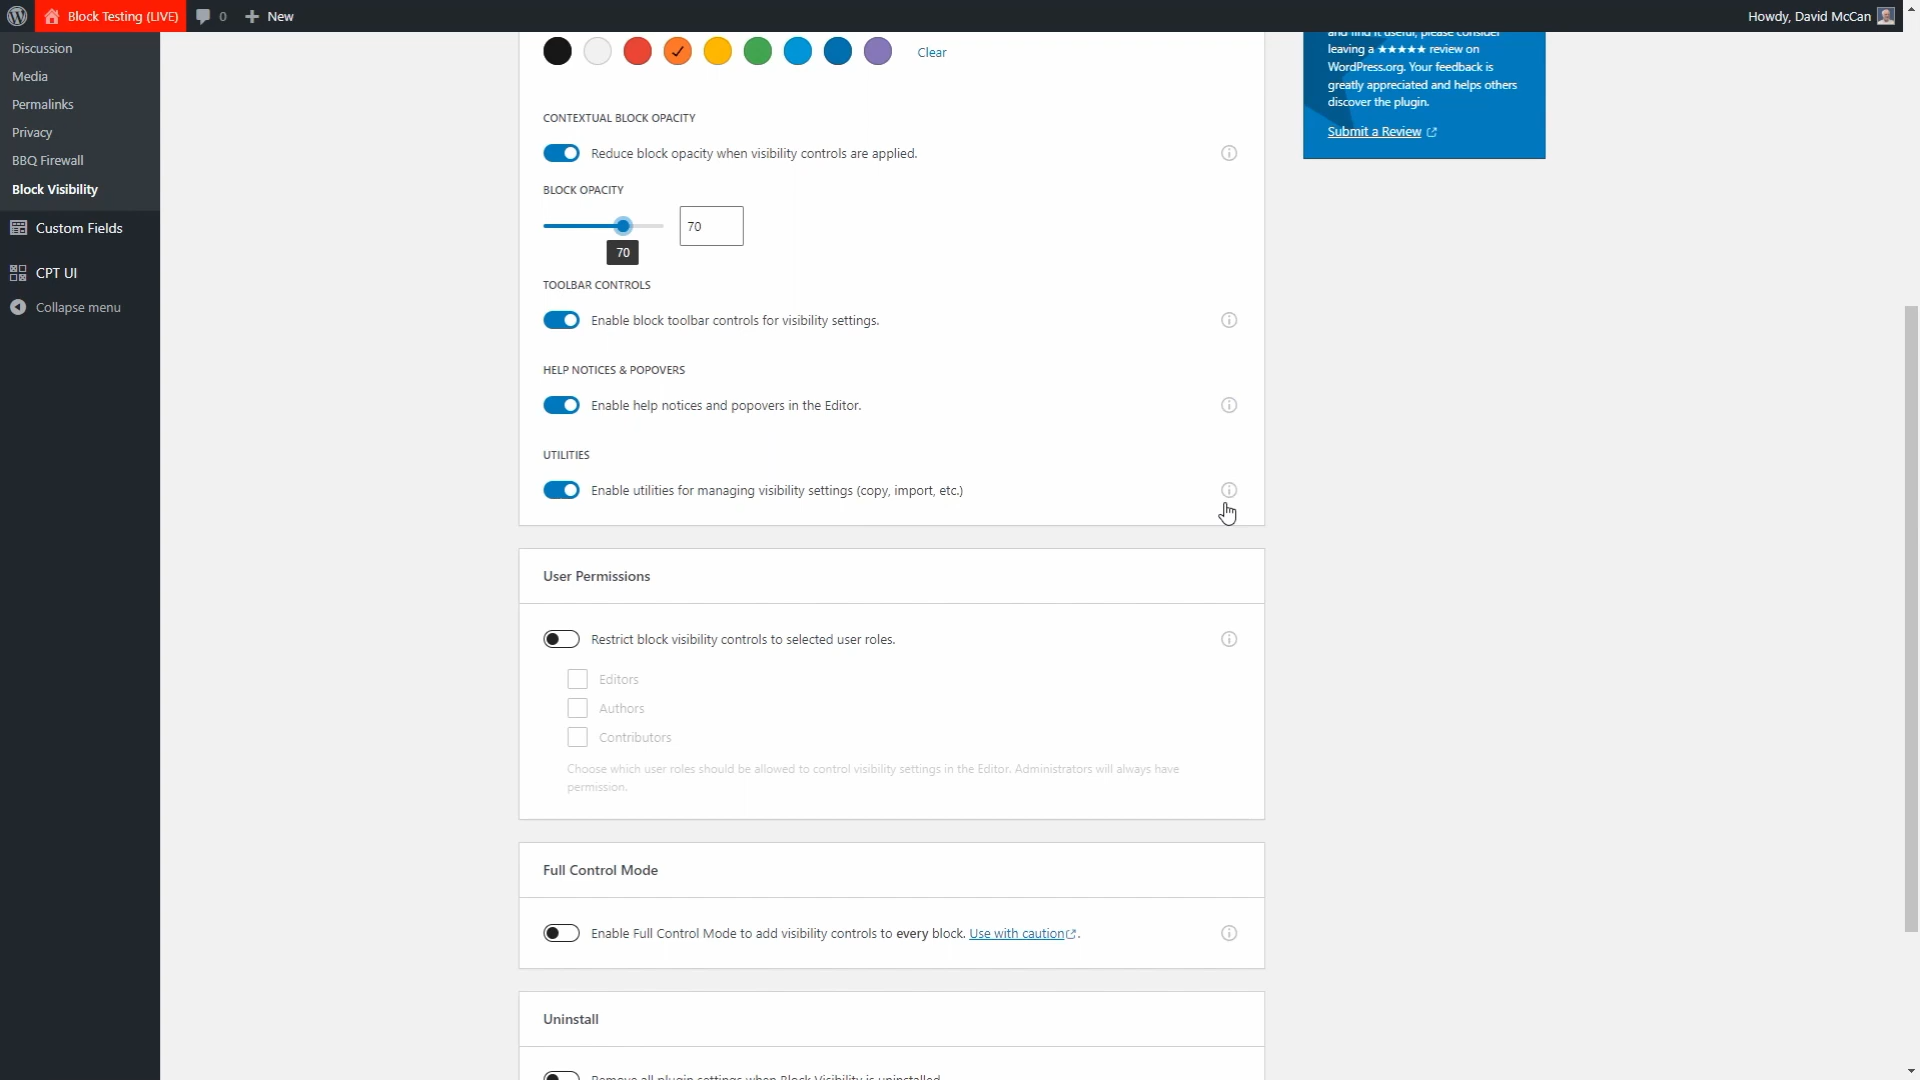 Block Testing (LIVE)
0
New
Howdy, David McCan
Discussion
Media
Permalinks
Privacy
BBQ Firewall
Block Visibility
Custom Fields
CPT UI
Collapse menu
Clear
CONTEXTUAL BLOCK OPACITY
Reduce block opacity when visibility controls are applied.
BLOCK OPACITY
70
70
TOOLBAR CONTROLS
Enable block toolbar controls for visibility settings.
HELP NOTICES & POPOVERS
Enable help notices and popovers in the Editor.
UTILITIES
Enable utilities for managing visibility settings (copy, import, etc.)
User Permissions
Restrict block visibility controls to selected user roles.
Editors
Authors
Contributors
Choose which user roles should be allowed to control visibility settings in the Editor. Administrators will always have
permission.
Full Control Mode
Enable Full Control Mode to add visibility controls to every block. Use with caution.
Uninstall
Remove all plugin settings when Block Visibility is uninstalled
and find it useful, please consider
leaving a ★★★★★ review on
WordPress.org. Your feedback is
greatly appreciated and helps others
discover the plugin.
Submit a Review